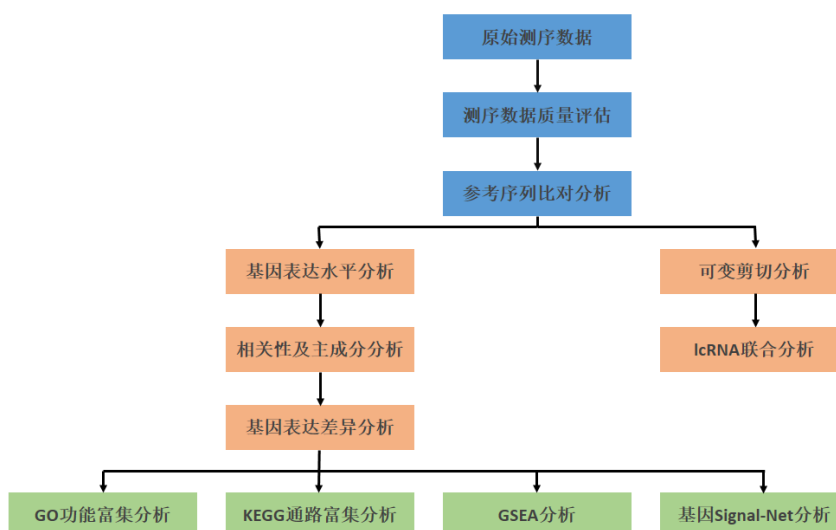 原始测序数据
测序数据质量评估
参考序列比对分析
基因表达水平分析
可变剪切分析
相关性及主成分分析
lcRNA联合分析
基因表达差异分析
GO功能富集分析
KEGG通路富集分析
GSEA分析
基因Signal-Net分析